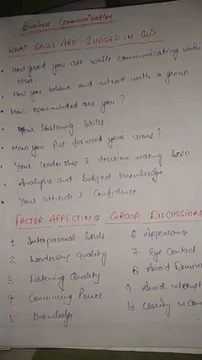 Business Communication
WHAT SKILLS ARE JUDGED IN GD
• How good you are while communicating with
other
• How you behave and interact with a group
• How open-minded are you?
• Your listening Skills
• How you Put forward your views?
• Your leadership & decision making
• Analysis and Subject knowledge
• Your attitude & Confidence
FACTOR AFFECTING GROUP DISCUSSIONS
1 Interpersonal Skills
2. Leadership Quality
3. Listening Quality
4 Convincing Power
5 Knowledge
6 Appearance
7. Eye Contact
8 Avoid
9 Avoid
10 Clarity